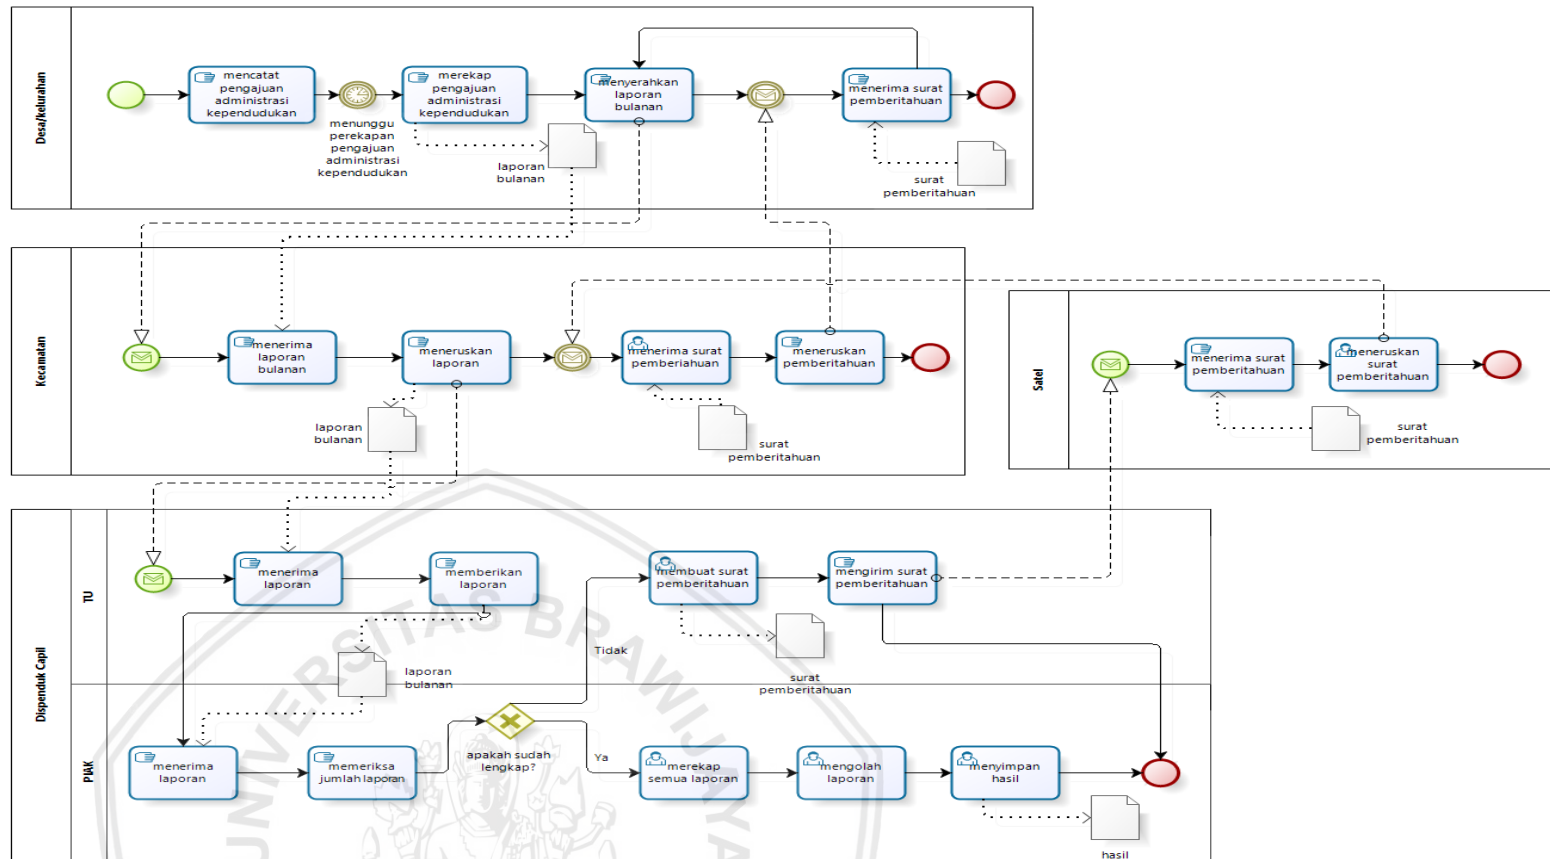 Desa/kelurahan
mencatat
pengajuan
administrasi
kependudukan
menunggu
perekapan
pengajuan
administrasi
kependudukan
merekap
pengajuan
administrasi
kependudukan
laporan
bulanan
menyerahkan
laporan
bulanan
menerima surat
pemberitahuan
surat
pemberitahuan
Kecamatan
menerima
laporan
bulanan
meneruskan
laporan
laporan
bulanan
menerima surat
pemberiahuan
surat
pemberitahuan
meneruskan
pemberitahuan
Satel
menerima surat
pemberitahuan
meneruskan
surat
pemberitahuan
surat
pemberitahuan
Dispenduk Capil
TU
menerima
laporan
memberikan
laporan
laporan
bulanan
membuat surat
pemberitahuan
mengirim surat
pemberitahuan
surat
pemberitahuan
Tidak
PIAK
menerima
laporan
memeriksa
jumlah laporan
apakah sudah
lengkap?
Ya
merekap
semua laporan
mengolah
laporan
menyimpan
hasil
hasil
UNIVERSITAS BRAWIJAYA